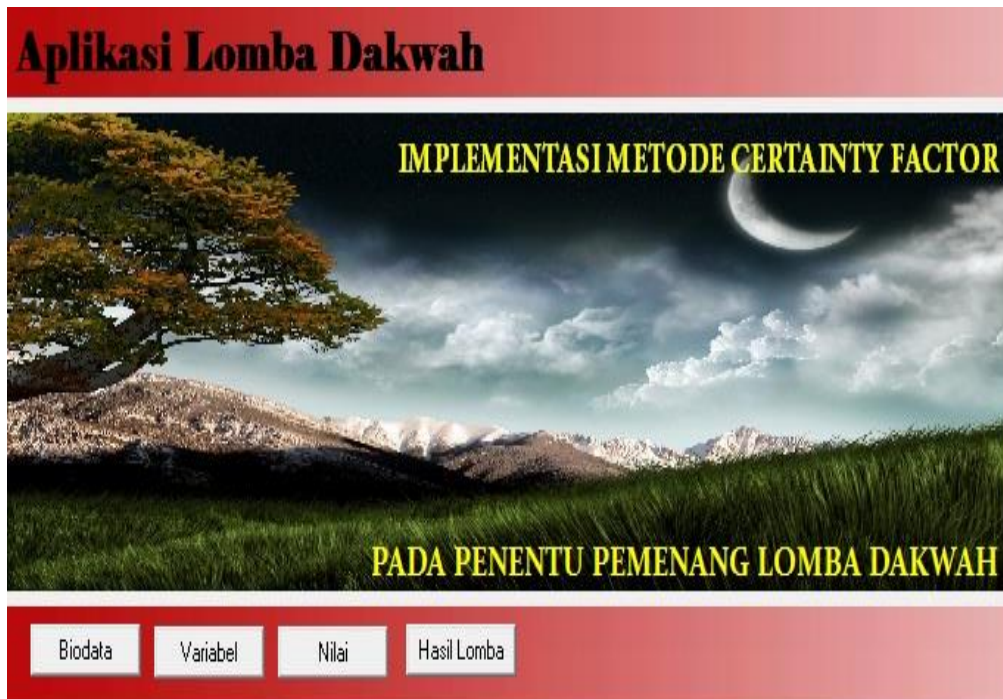 Aplikasi Lomba Dakwah
IMPLEMENTASI METODE CERTAINTY FACTOR
PADA PENENTU PEMENANG LOMBA DAKWAH
Biodata Variabel Nilai Hasil Lomba